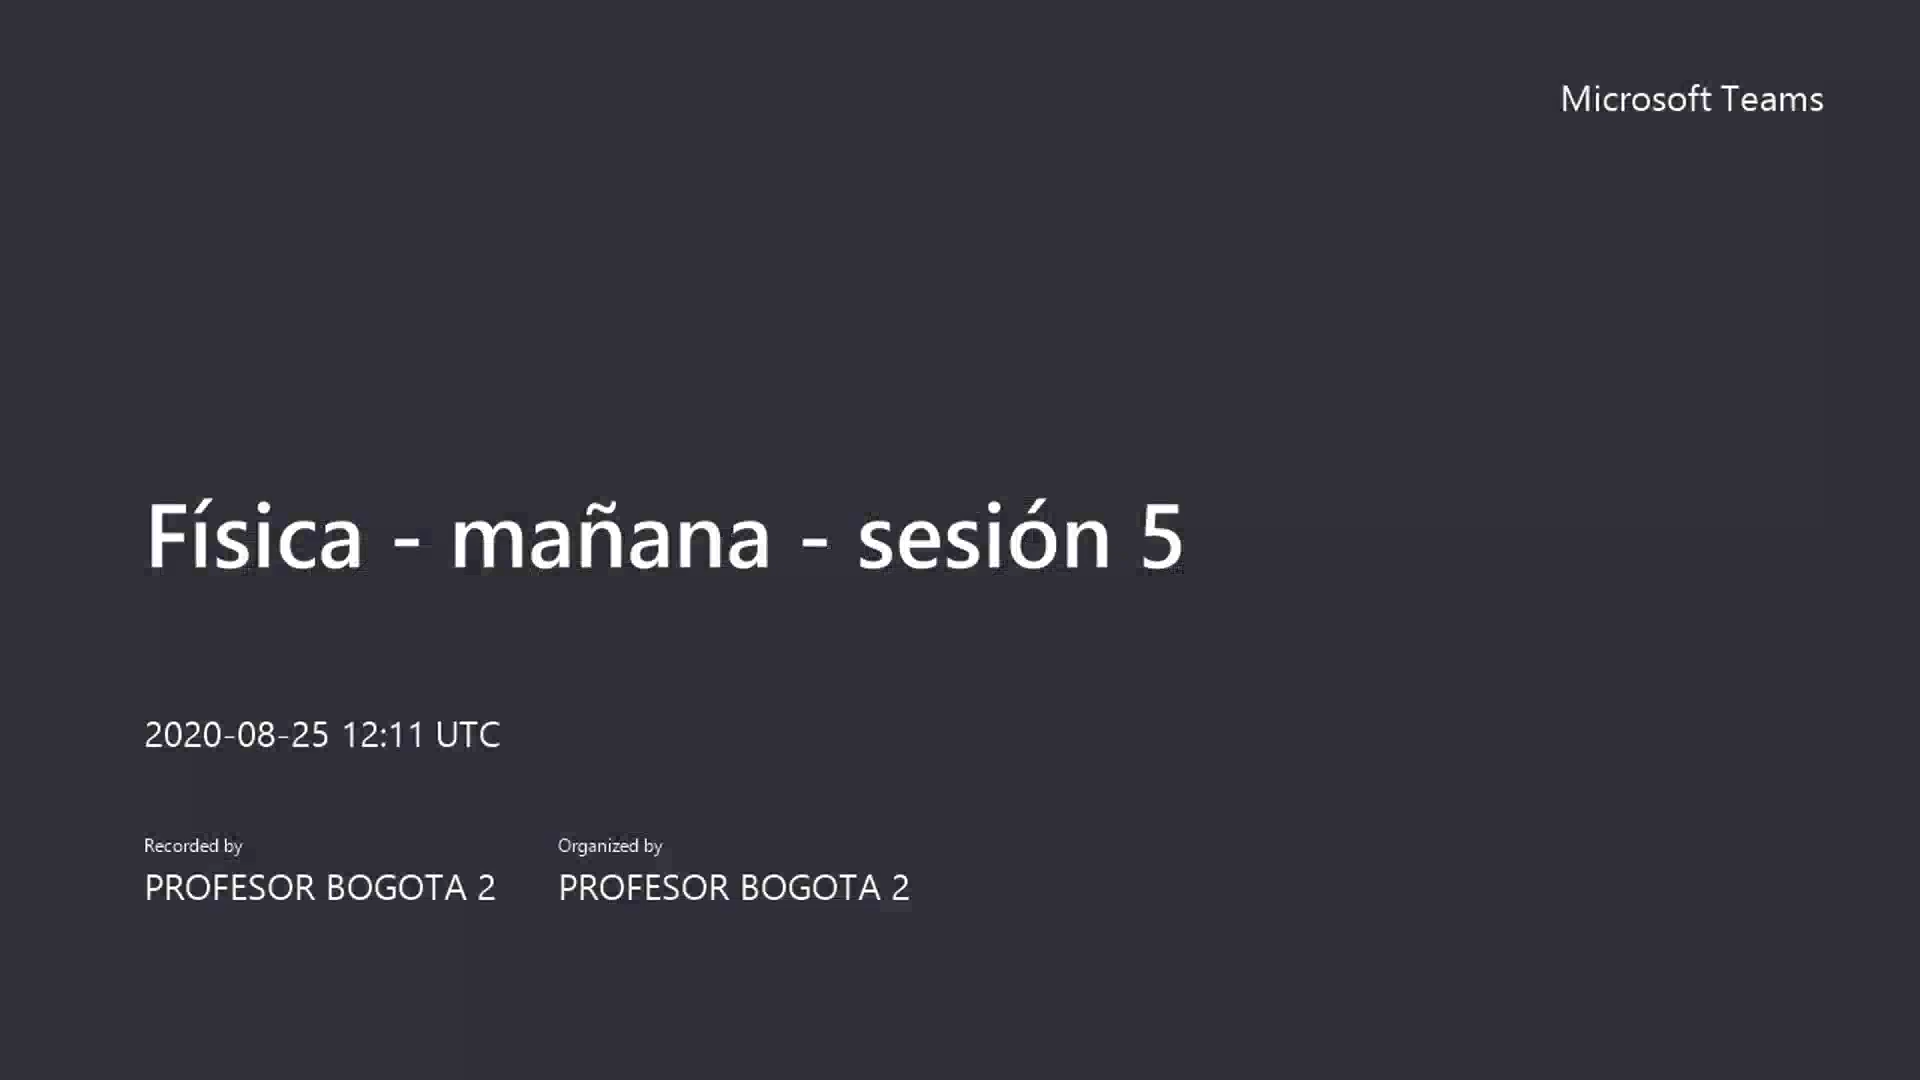 Microsoft Teams
Física - mañana - sesión 5
2020-08-25 12:11 UTC
Recorded by
PROFESOR BOGOTA 2
Organized by
PROFESOR BOGOTA 2